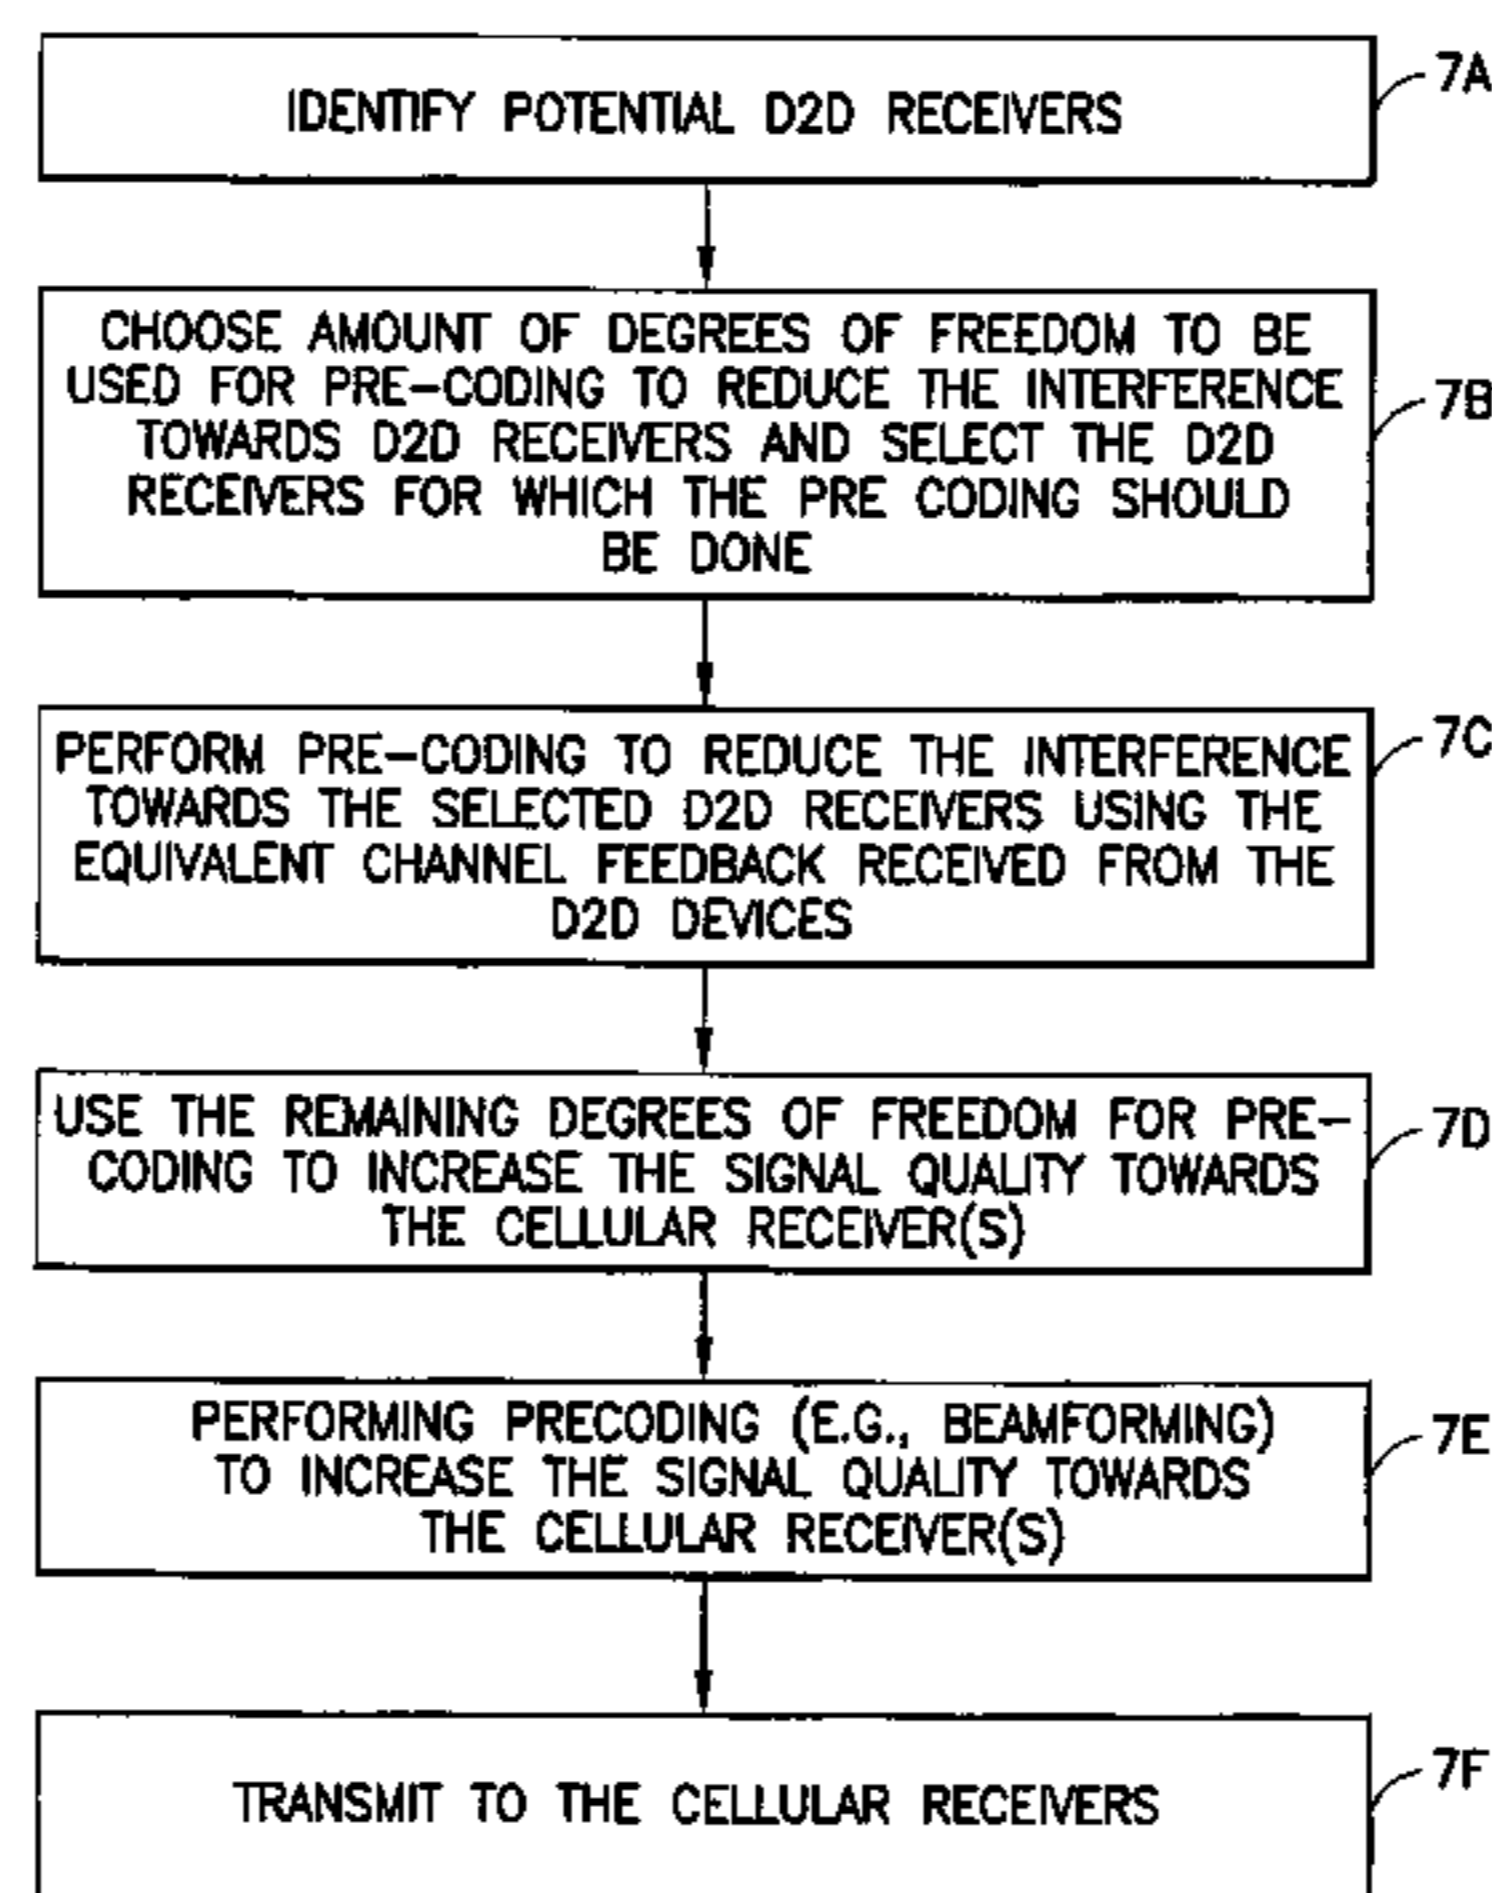 IDENTIFY POTENTIAL D2D RECEIVERS
7A
CHOOSE AMOUNT OF DEGREES OF FREEDOM TO BE
USED FOR PRE-CODING TO REDUCE THE INTERFERENCE
TOWARDS D2D RECEIVERS AND SELECT THE D2D
RECEIVERS FOR WHICH THE PRE CODING SHOULD
BE DONE
7B
PERFORM PRE-CODING TO REDUCE THE INTERFERENCE
TOWARDS THE SELECTED D2D RECEIVERS USING THE
EQUIVALENT CHANNEL FEEDBACK RECEIVED FROM THE
D2D DEVICES
7C
USE THE REMAINING DEGREES OF FREEDOM FOR PRE-
CODING TO INCREASE THE SIGNAL QUALITY TOWARDS
THE CELLULAR RECEIVER(S)
7D
PERFORMING PRECODING (E.G., BEAMFORMING)
TO INCREASE THE SIGNAL QUALITY TOWARDS
THE CELLULAR RECEIVER(S)
7E
TRANSMIT TO THE CELLULAR RECEIVERS
7F